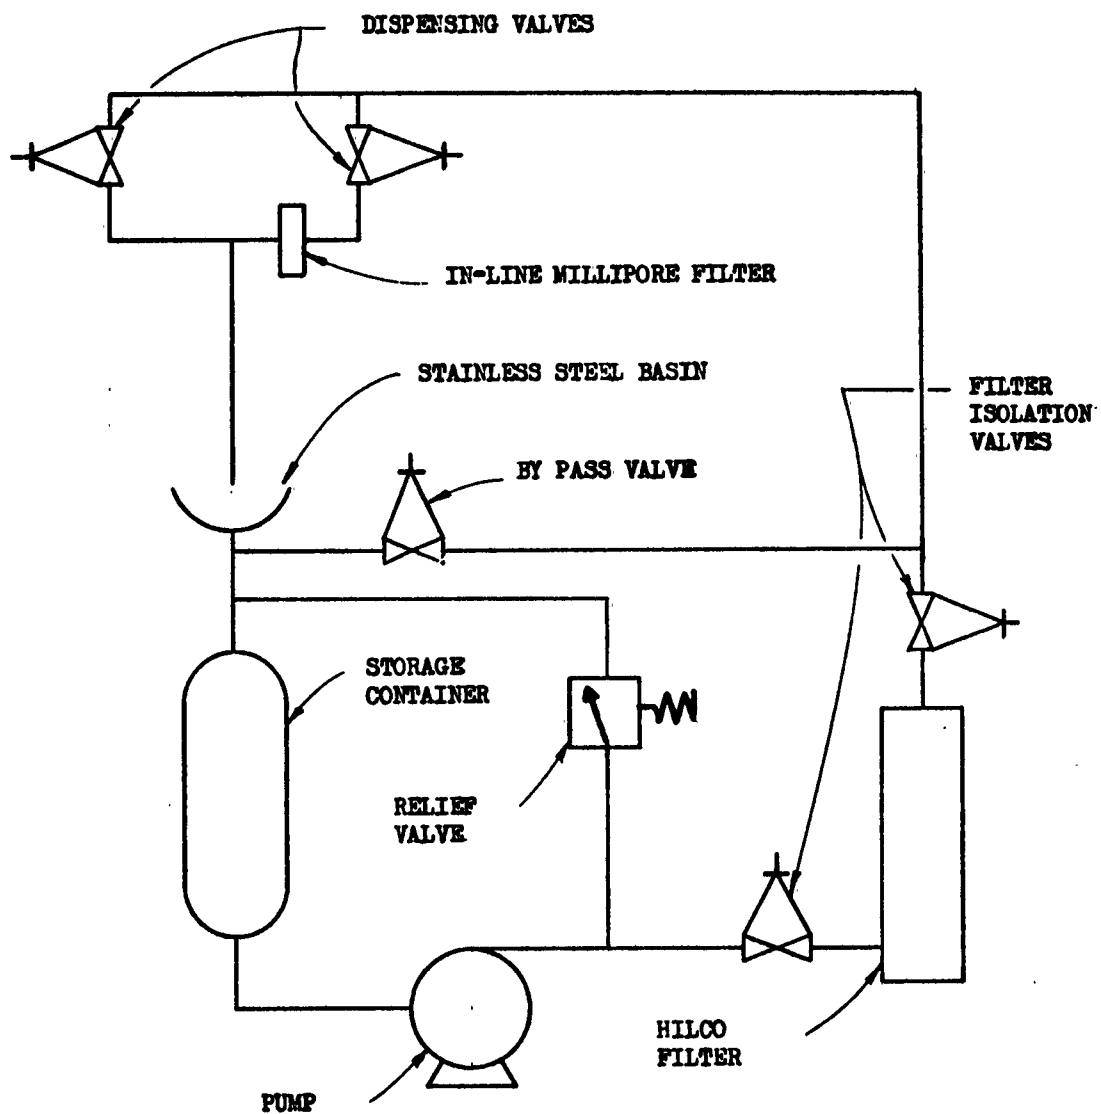 DISPENSING VALVES
IN-LINE MILLIPORE FILTER
STAINLESS STEEL BASIN
FILTER
ISOLATION
VALVES
BY PASS VALVE
STORAGE
CONTAINER
RELIEF
VALVE
HILCO
FILTER
PUMP